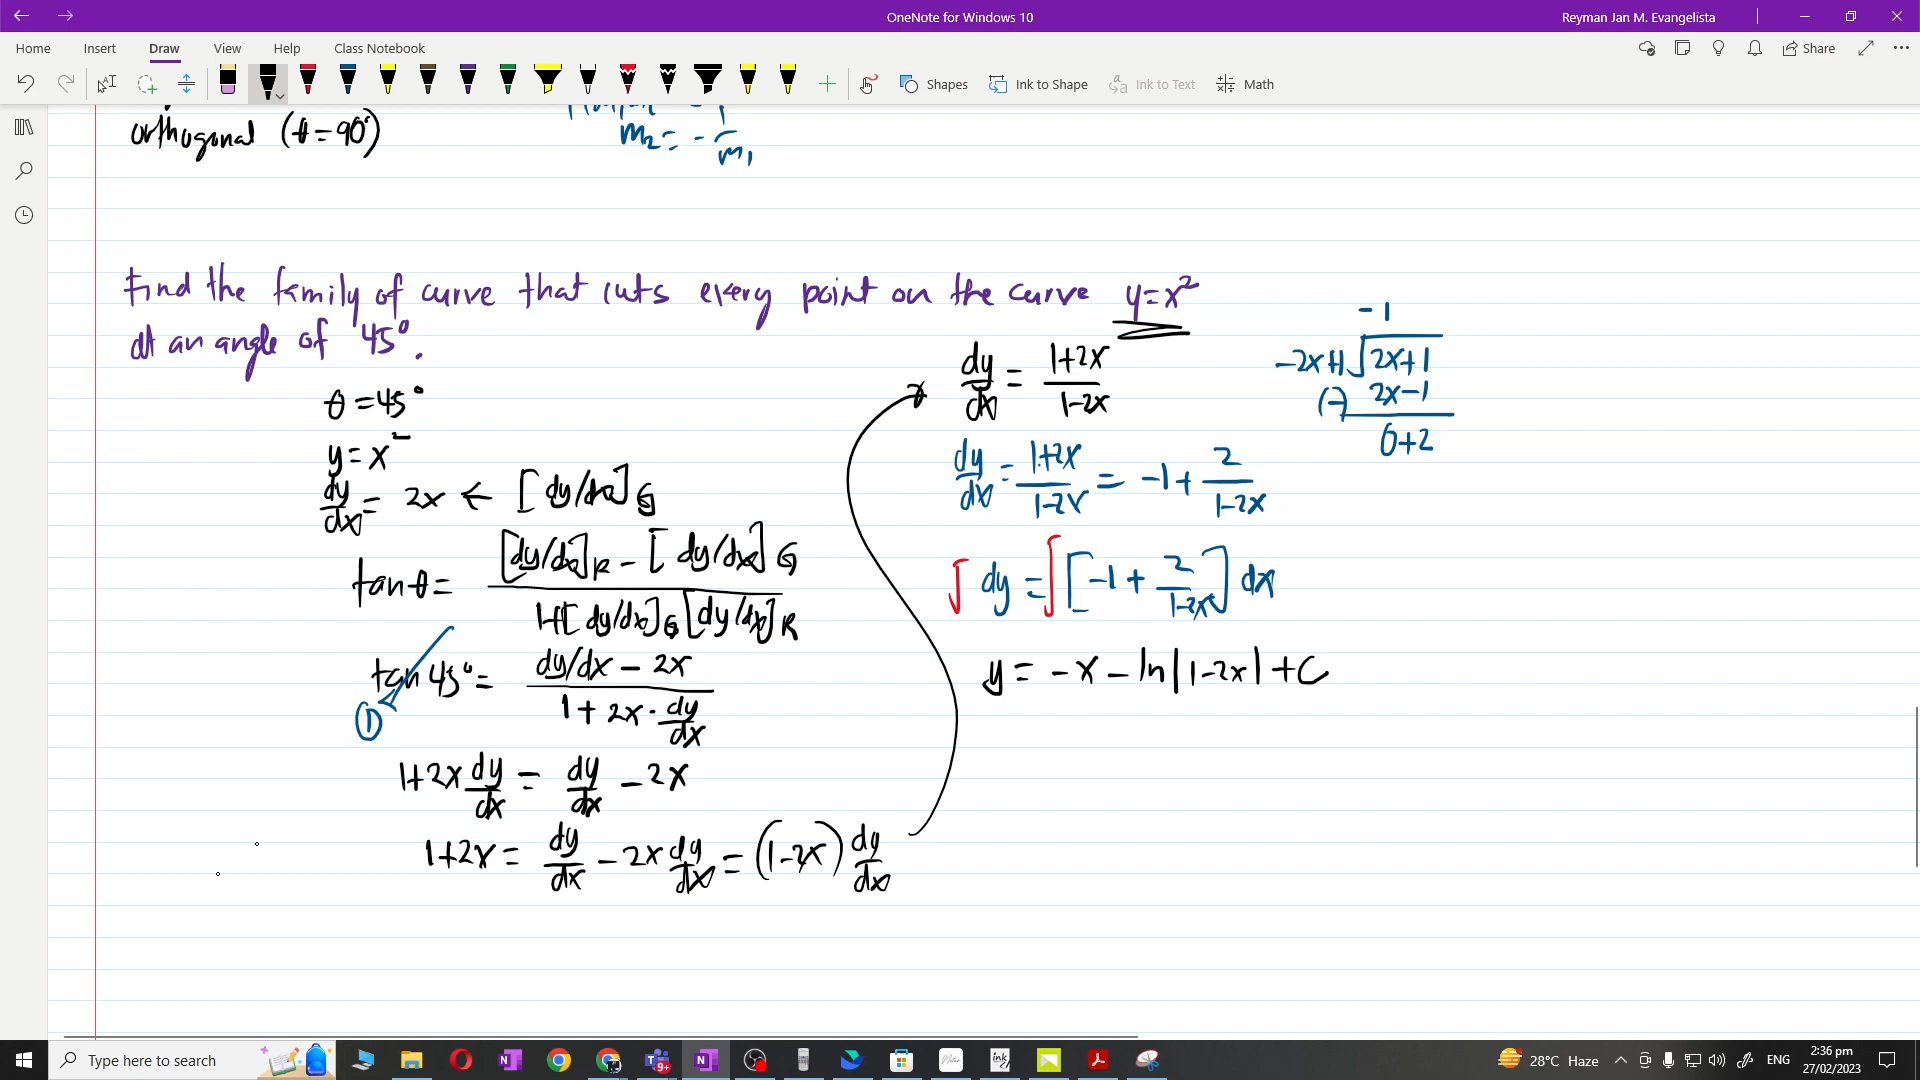 OneNote for Windows 10
Reyman Jan M. Evangelista
Home Insert Draw View Help Class Notebook
Share
Shapes Ink to Shape Ink to Text Math
orthogonal (θ=90°)
m₂ = -1/m₁
Find the family of curve that cuts every point on the curve y=x²
at an angle of 45°.
θ = 45°
y = x²
dy/dx = 2x ← [dy/dx]G
tanθ = ([dy/dx]R - [dy/dx]G) / (1+[dy/dx]G[dy/dx]R)
tan 45° = (dy/dx - 2x) / (1 + 2x · dy/dx)
①
1+2x dy/dx = dy/dx - 2x
1+2x = dy/dx - 2x dy/dx = (1-2x) dy/dx
dy/dx = (1+2x)/(1-2x)
dy/dx = (1+2x)/(1-2x) = -1 + 2/(1-2x)
∫ dy = ∫ [-1 + 2/(1-2x)] dx
y = -x - ln|1-2x| + C
-1
-2x+1 √ 2x+1
(-) 2x-1
0+2
Type here to search
9+
28°C Haze
ENG
2:36 pm
27/02/2023